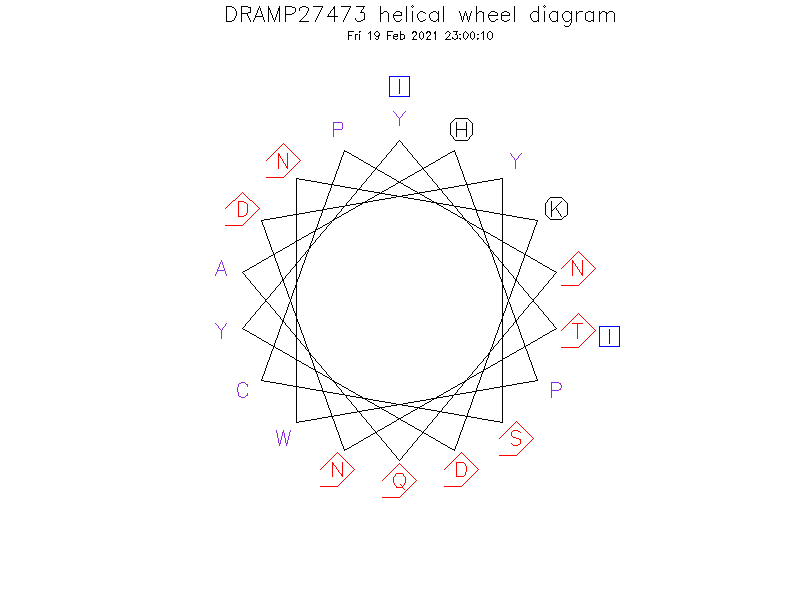 DRAMP27473 helical wheel diagram
Fri 19 Feb 2021 23:00:10
I
P Y H
N Y
D K
A N
Y T I
C P
W S
N Q D